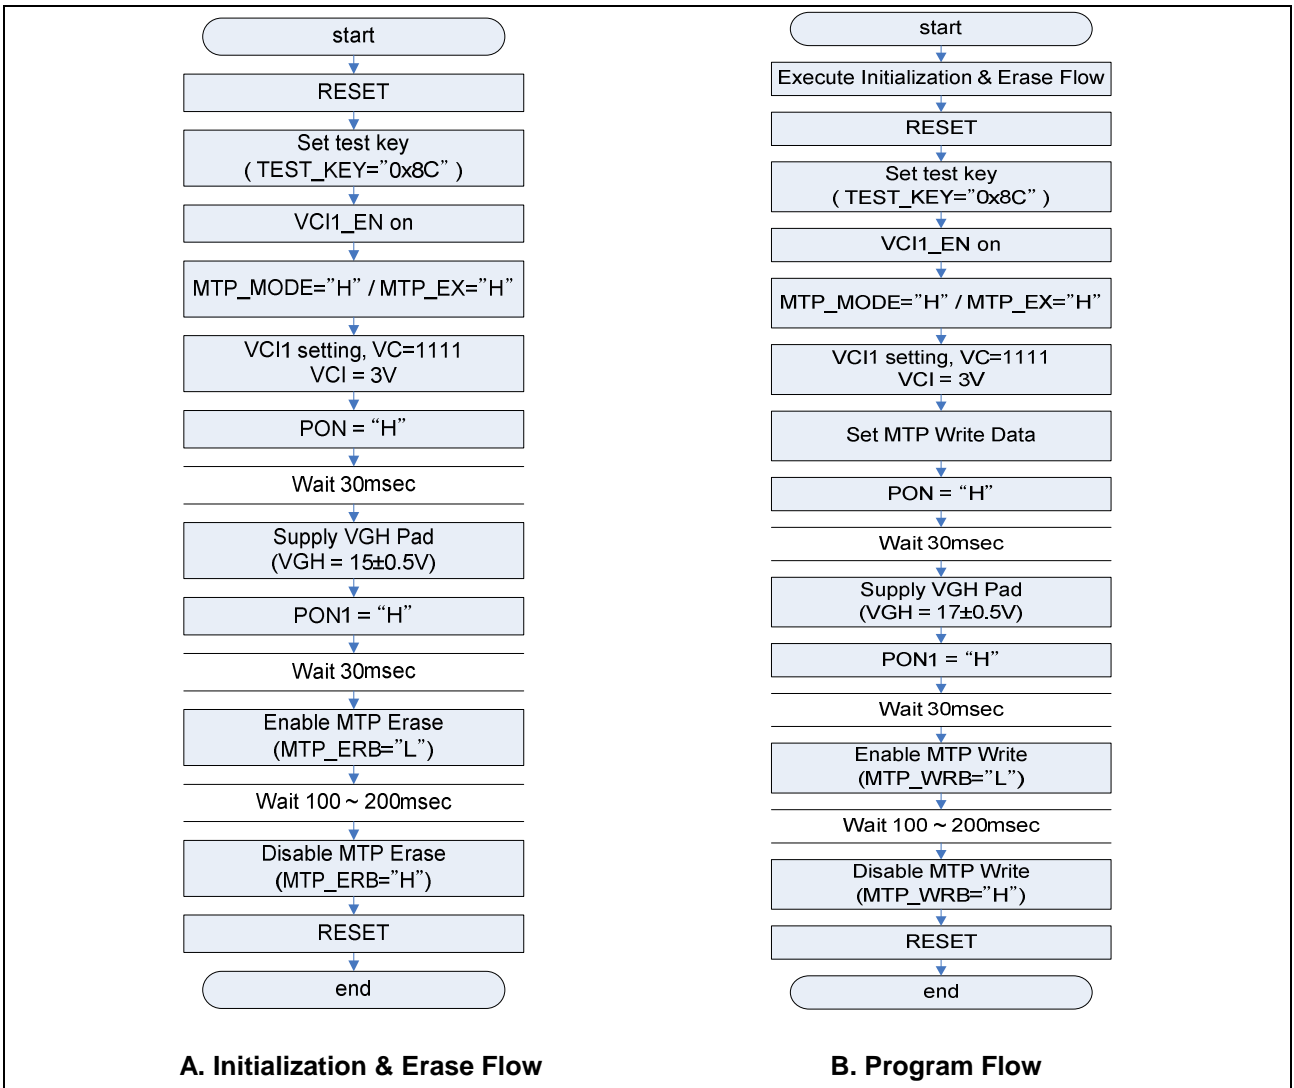 start
RESET
Set test key
( TEST_KEY="0x8C" )
VCI1_EN on
MTP_MODE="H" / MTP_EX="H"
VCI1 setting, VC=1111
VCI = 3V
PON = “H”
Wait 30msec
Supply VGH Pad
(VGH = 15±0.5V)
PON1 = “H”
Wait 30msec
Enable MTP Erase
(MTP_ERB="L")
Wait 100 ~ 200msec
Disable MTP Erase
(MTP_ERB="H")
RESET
end
A. Initialization & Erase Flow
start
Execute Initialization & Erase Flow
RESET
Set test key
( TEST_KEY="0x8C" )
VCI1_EN on
MTP_MODE="H" / MTP_EX="H"
VCI1 setting, VC=1111
VCI = 3V
Set MTP Write Data
PON = “H”
Wait 30msec
Supply VGH Pad
(VGH = 17±0.5V)
PON1 = “H”
Wait 30msec
Enable MTP Write
(MTP_WRB="L")
Wait 100 ~ 200msec
Disable MTP Write
(MTP_WRB="H")
RESET
end
B. Program Flow